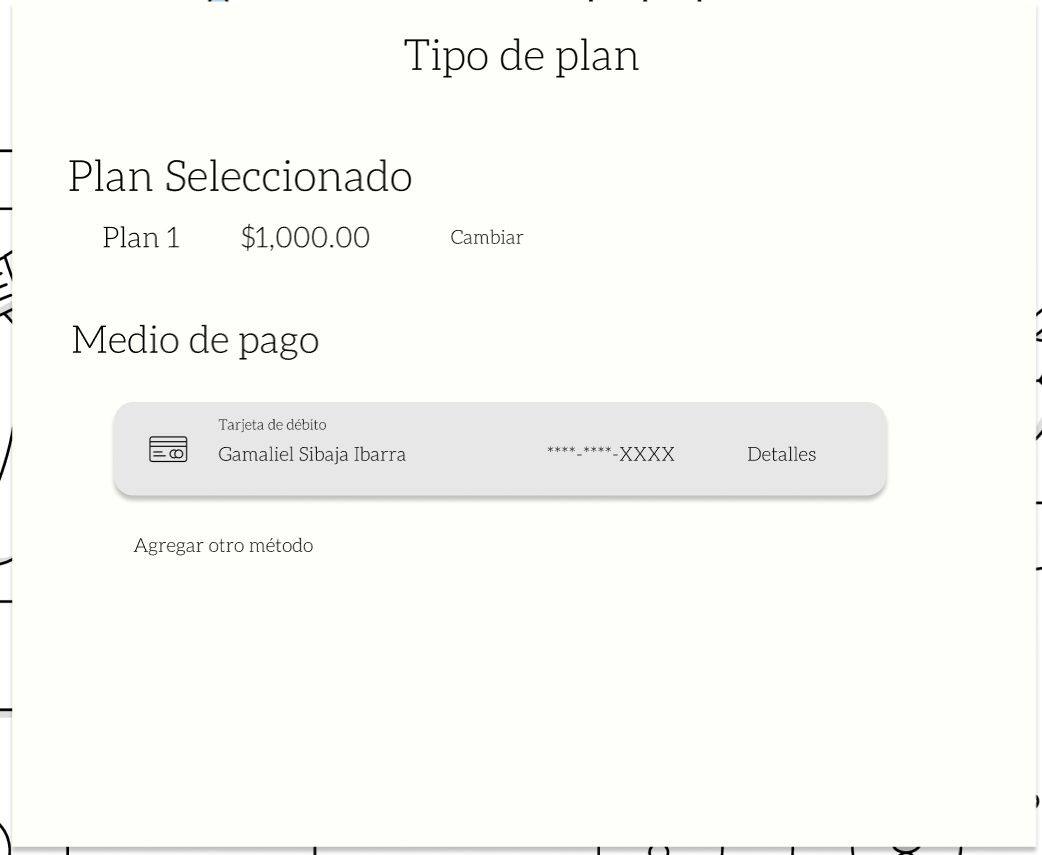 Tipo de plan
Plan Seleccionado
Plan 1 $1,000.00 Cambiar
Medio de pago
Tarjeta de débito
Gamaliel Sibaja Ibarra ****-****-XXXX Detalles
Agregar otro método